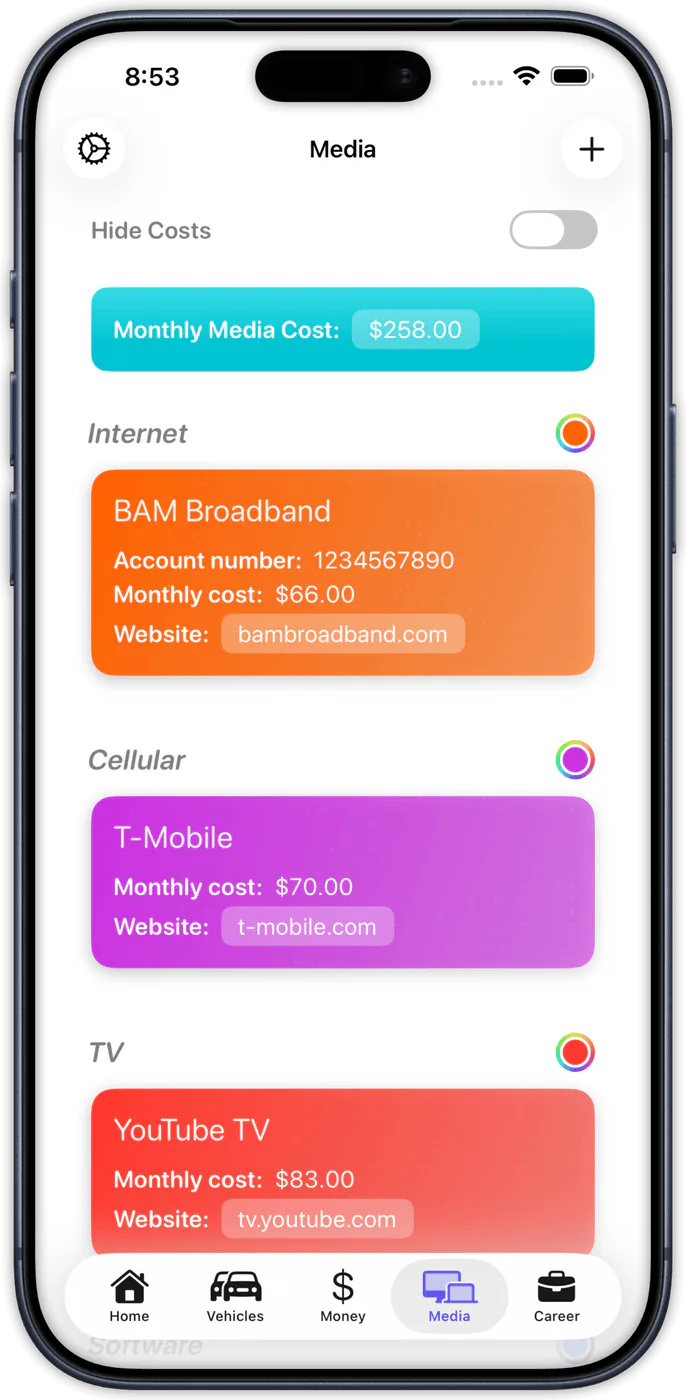 8:53
Media
Hide Costs
Monthly Media Cost: $258.00
Internet
BAM Broadband
Account number: 1234567890
Monthly cost: $66.00
Website: bambroadband.com
Cellular
T-Mobile
Monthly cost: $70.00
Website: t-mobile.com
TV
YouTube TV
Monthly cost: $83.00
Website: tv.youtube.com
Home Vehicles Money Media Career
Software